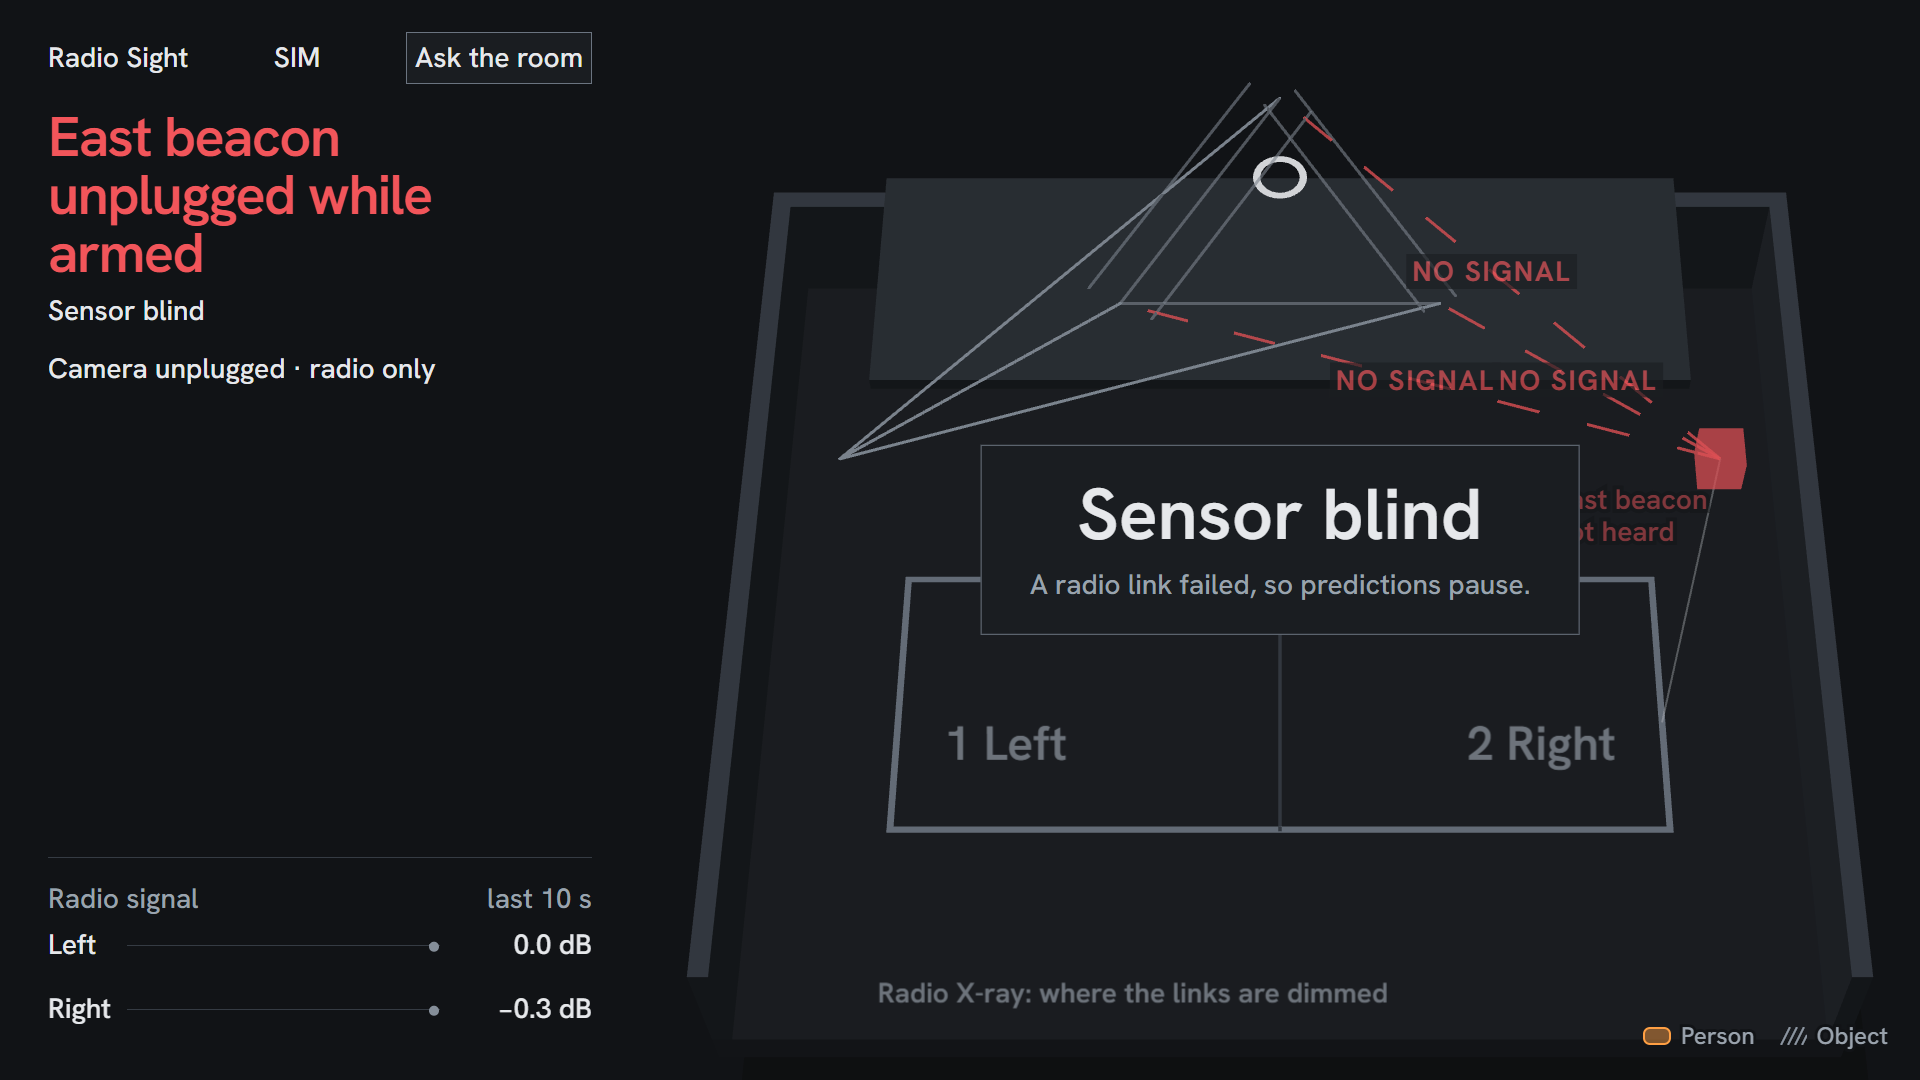 Radio Sight
SIM
Ask the room
East beacon
unplugged while
armed
Sensor blind
Camera unplugged · radio only
NO SIGNAL
NO SIGNAL NO SIGNAL
Sensor blind
A radio link failed, so predictions pause.
beacon
heard
1 Left
2 Right
Radio signal
last 10 s
Left
0.0 dB
Right
−0.3 dB
Radio X-ray: where the links are dimmed
Person
Object